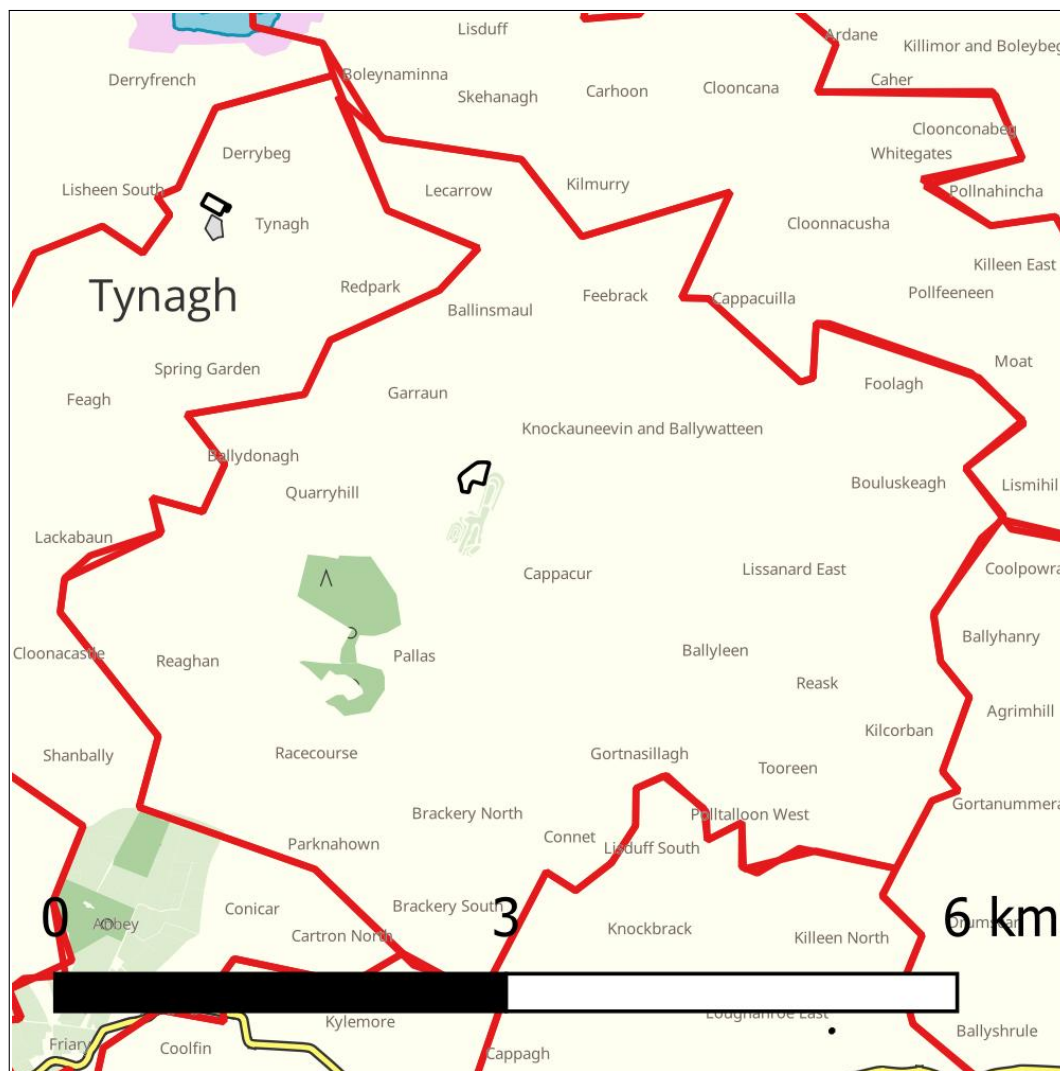 Lisduff
Ardane
Killimor and Boleybeg
Derryfrench
Boleynaminna
Skehanagh
Carhoon
Clooncana
Caher
Cloonconabeg
Derrybeg
Whitegates
Lisheen South
Lecarrow
Kilmurry
Pollnahincha
Tynagh
Cloonnacusha
Killeen East
Tynagh
Redpark
Ballinsmaul
Feebrack
Cappacuilla
Pollfeeneen
Spring Garden
Moat
Feagh
Garraun
Foolagh
Knockauneevin and Ballywatteen
Ballydonagh
Quarryhill
Bouluskeagh
Lismihil
Lackabaun
Cappacur
Lissanard East
Coolpowra
Cloonacastle
Reaghan
Pallas
Ballyleen
Ballyhanry
Reask
Agrimhill
Kilcorban
Shanbally
Racecourse
Gortnasillagh
Tooreen
Gortanummera
Brackery North
Polltalloon West
Parknahown
Connet
Lisduff South
Abbey
Conicar
Brackery South
Cartron North
Knockbrack
Killeen North
Drumscar
0 3 6 km
Friary
Coolfin
Kylemore
Cappagh
Loughanroe East
Ballyshrule